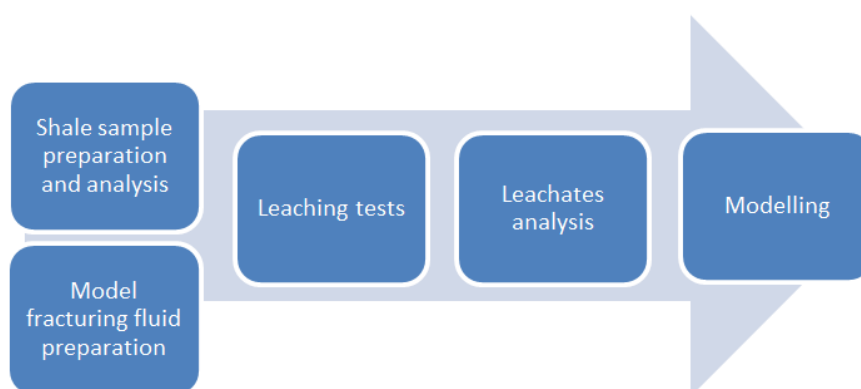 Shale sample
preparation
and analysis
Model
fracturing fluid
preparation
Leaching tests
Leachates
analysis
Modelling